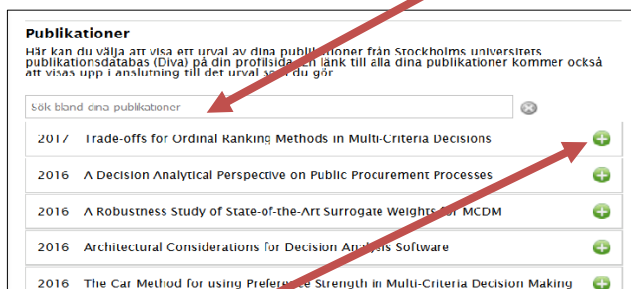 Publikationer
Här kan du välja att visa ett urval av dina publikationer från Stockholms universitets
publikationsdatabas (Diva) på din profilsida. En länk till alla dina publikationer kommer också
att visas upp i anslutning till det urval som du gör
Sök bland dina publikationer
2017 Trade-offs for Ordinal Ranking Methods in Multi-Criteria Decisions
2016 A Decision Analytical Perspective on Public Procurement Processes
2016 A Robustness Study of State-of-the-Art Surrogate Weights for MCDM
2016 Architectural Considerations for Decision Analysis Software
2016 The Car Method for using Preference Strength in Multi-Criteria Decision Making